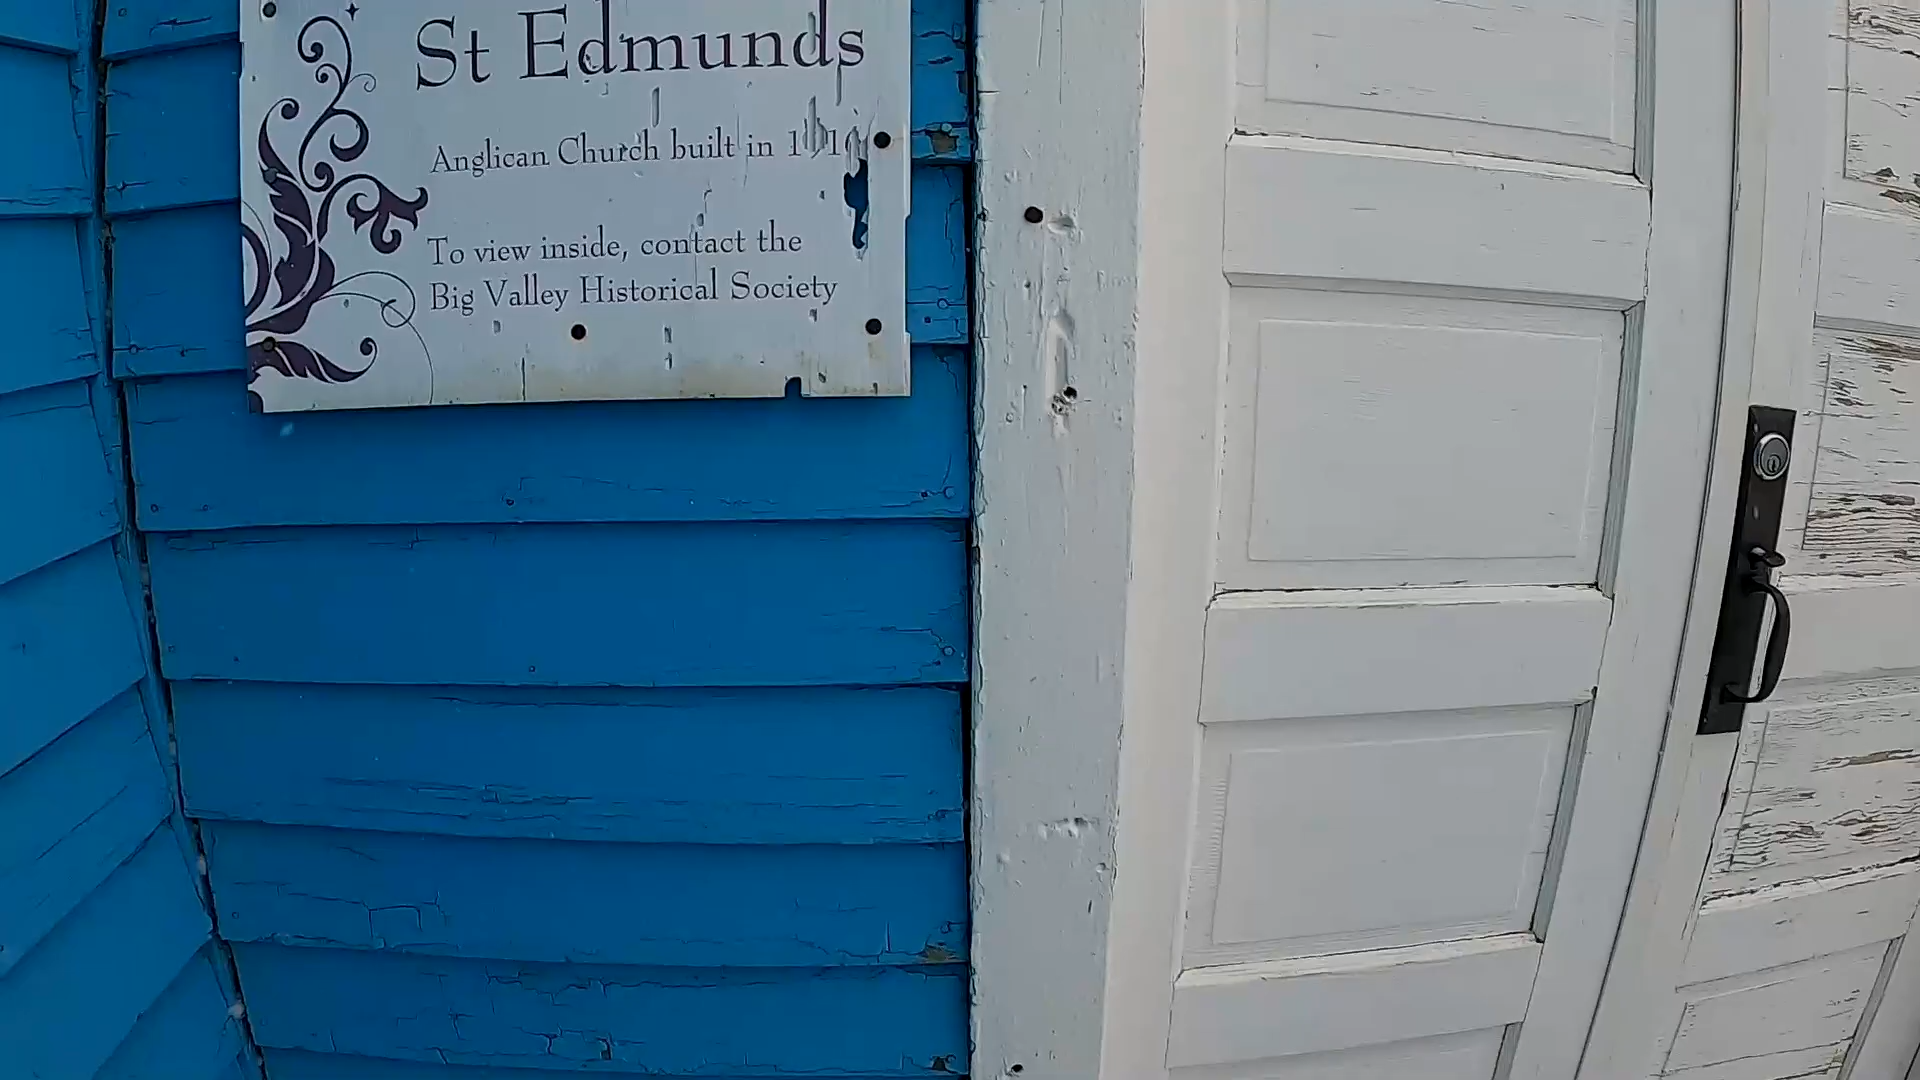 St Edmunds
Anglican Church built in
To view inside, contact the
Big Valley Historical Society